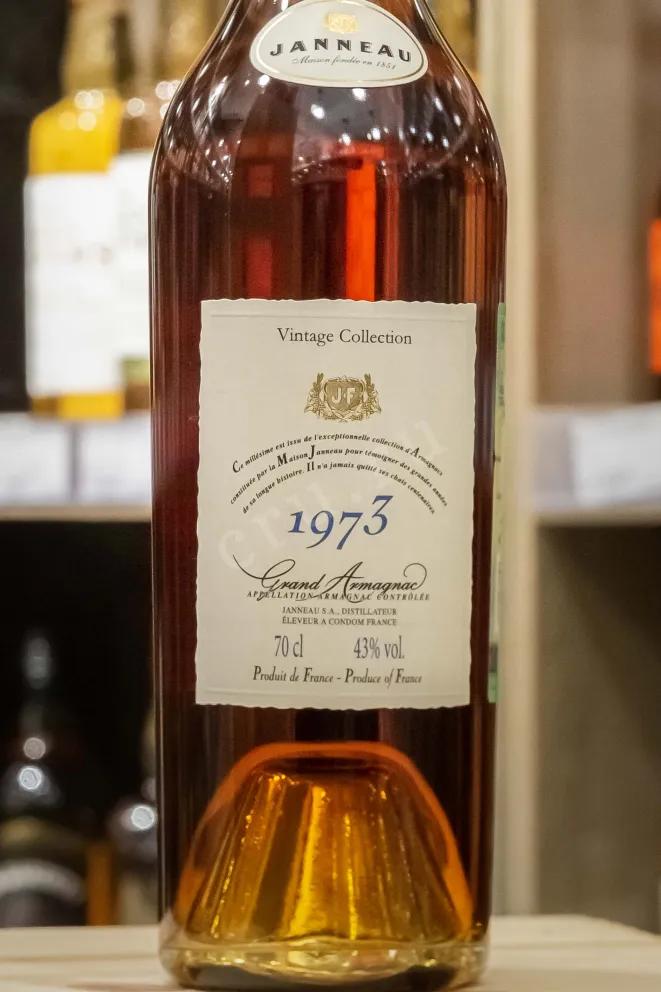 JANNEAU
Maison fondée en 1851
Vintage Collection
J·F
Ce millésime est issu de l'exceptionnelle collection d'Armagnacs
constituée par la Maison Janneau pour témoigner des grandes années
de sa longue histoire. Il n'a jamais quitté ses chais centenaires.
1973
Grand Armagnac
APPELLATION ARMAGNAC CONTRÔLÉE
JANNEAU S.A., DISTILLATEUR
ÉLEVEUR A CONDOM FRANCE
70 cl 43% vol.
Produit de France - Produce of France